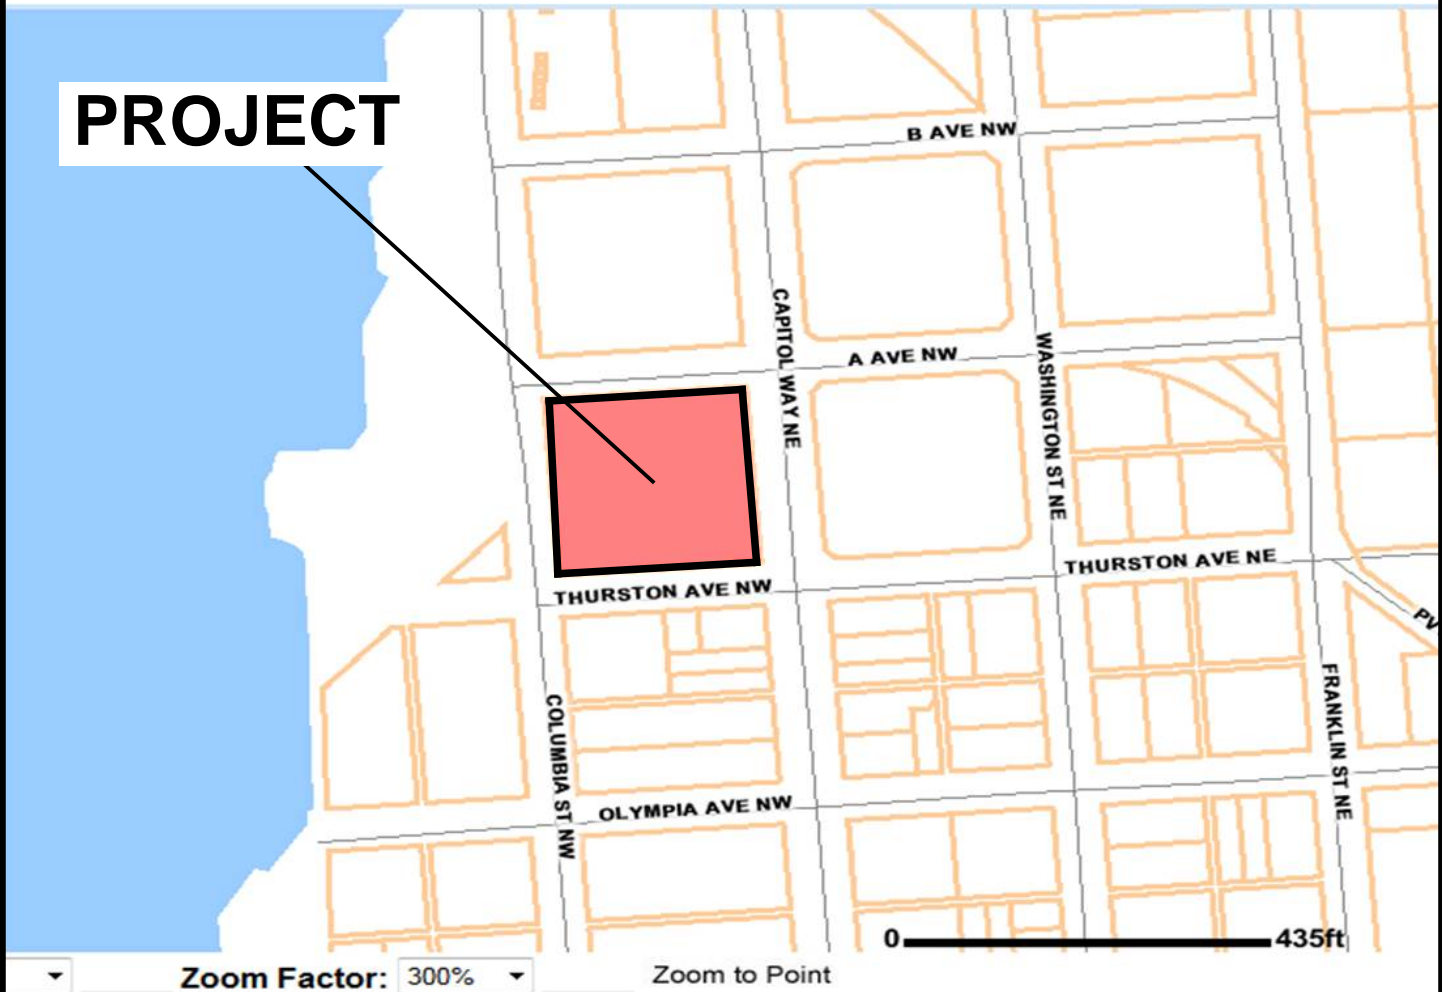 PROJECT
B AVE NW
CAPITOL WAY NE
A AVE NW
WASHINGTON ST NE
THURSTON AVE NW
THURSTON AVE NE
PV
COLUMBIA ST NW
FRANKLIN ST NE
OLYMPIA AVE NW
0 435ft
Zoom Factor: 300% Zoom to Point